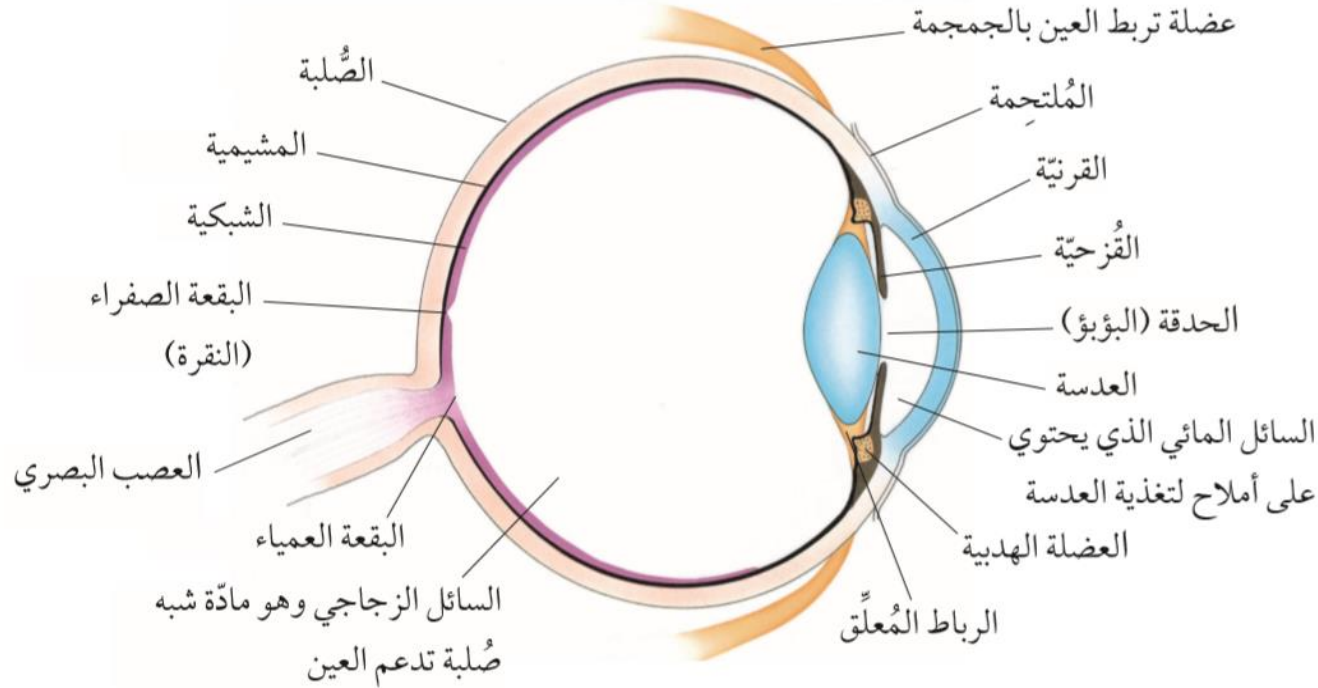 عضلة تربط العين بالجمجمة
المُلتحِمة
القرنيّة
القُزحيّة
الحدقة (البؤبؤ)
العدسة
السائل المائي الذي يحتوي
على أملاح لتغذية العدسة
العضلة الهدبية
الرباط المُعلِّق
الصُّلبة
المشيمية
الشبكية
البقعة الصفراء
(النقرة)
العصب البصري
البقعة العمياء
السائل الزجاجي وهو مادّة شبه
صُلبة تدعم العين